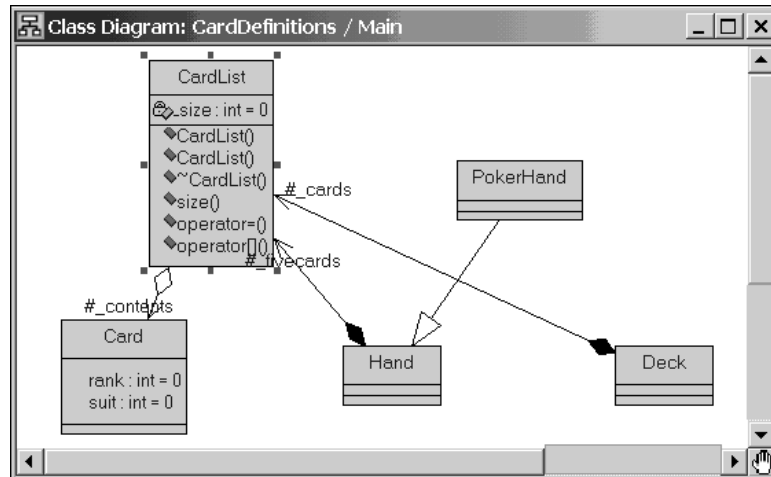 Class Diagram: CardDefinitions / Main
CardList
_size : int = 0
CardList()
CardList()
~CardList()
size()
operator=()
operator[]()
#_cards
PokerHand
#_fivecards
#_contents
Card
rank : int = 0
suit : int = 0
Hand
Deck